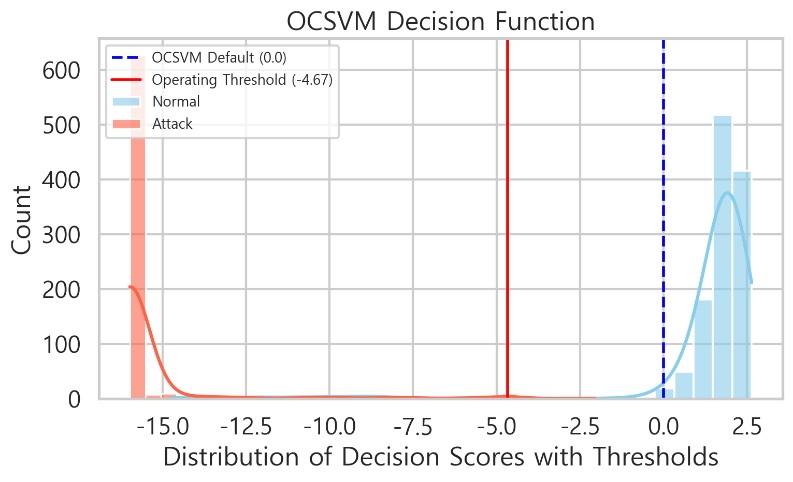 OCSVM Decision Function
OCSVM Default (0.0)
Operating Threshold (-4.67)
Normal
Attack
Count
600
500
400
300
200
100
0
-15.0 -12.5 -10.0 -7.5 -5.0 -2.5 0.0 2.5
Distribution of Decision Scores with Thresholds